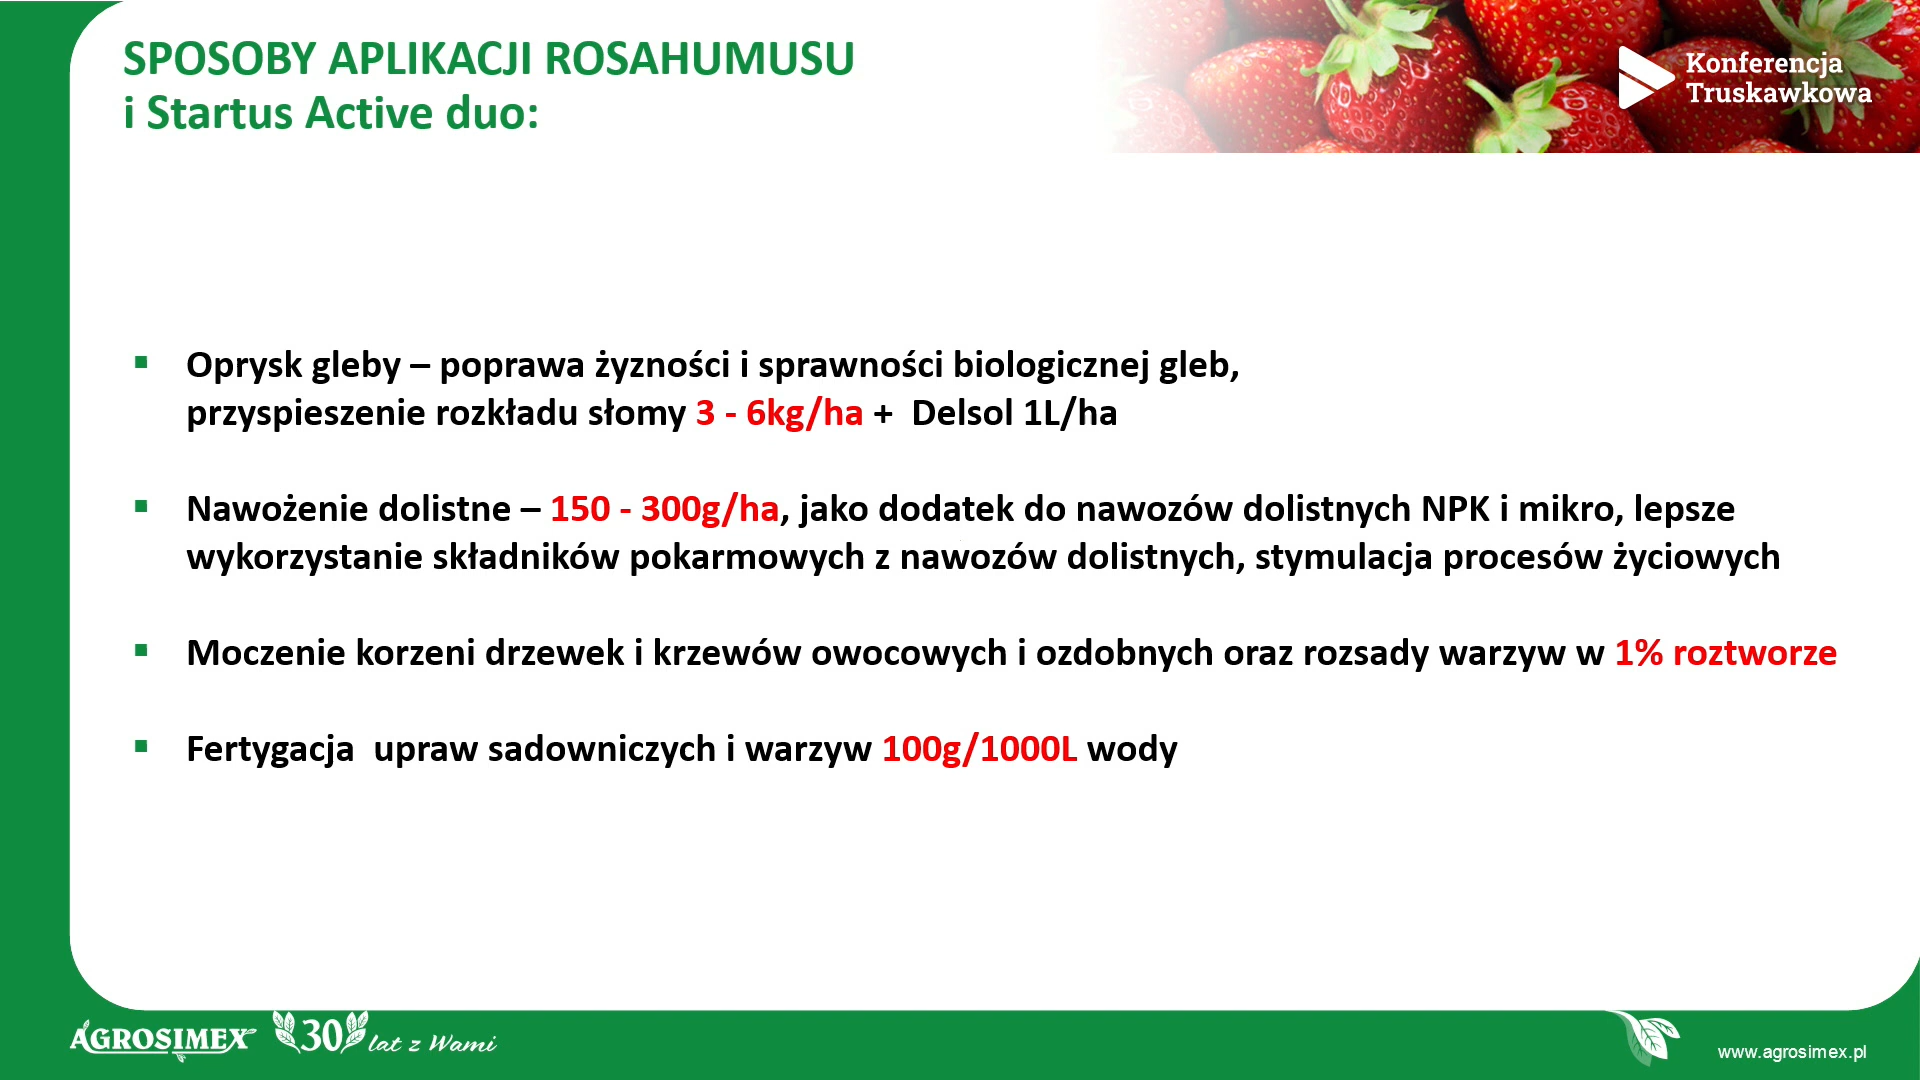 SPOSOBY APLIKACJI ROSAHUMUSU
i Startus Active duo:
Konferencja
Truskawkowa
▪ Oprysk gleby – poprawa żyzności i sprawności biologicznej gleb,
przyspieszenie rozkładu słomy 3 - 6kg/ha + Delsol 1L/ha
▪ Nawożenie dolistne – 150 - 300g/ha, jako dodatek do nawozów dolistnych NPK i mikro, lepsze
wykorzystanie składników pokarmowych z nawozów dolistnych, stymulacja procesów życiowych
▪ Moczenie korzeni drzewek i krzewów owocowych i ozdobnych oraz rozsady warzyw w 1% roztworze
▪ Fertygacja upraw sadowniczych i warzyw 100g/1000L wody
AGROSIMEX 30 lat z Wami
www.agrosimex.pl